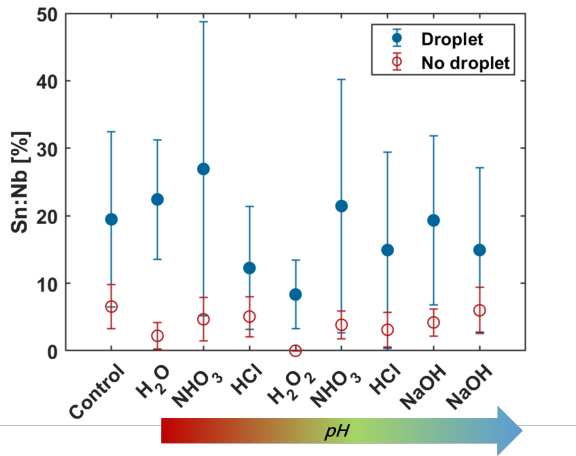 50
40
30
20
10
0
Sn:Nb [%]
Droplet
No droplet
Control
H2O
NHO3
HCl
H2O2
NHO3
HCl
NaOH
NaOH
pH